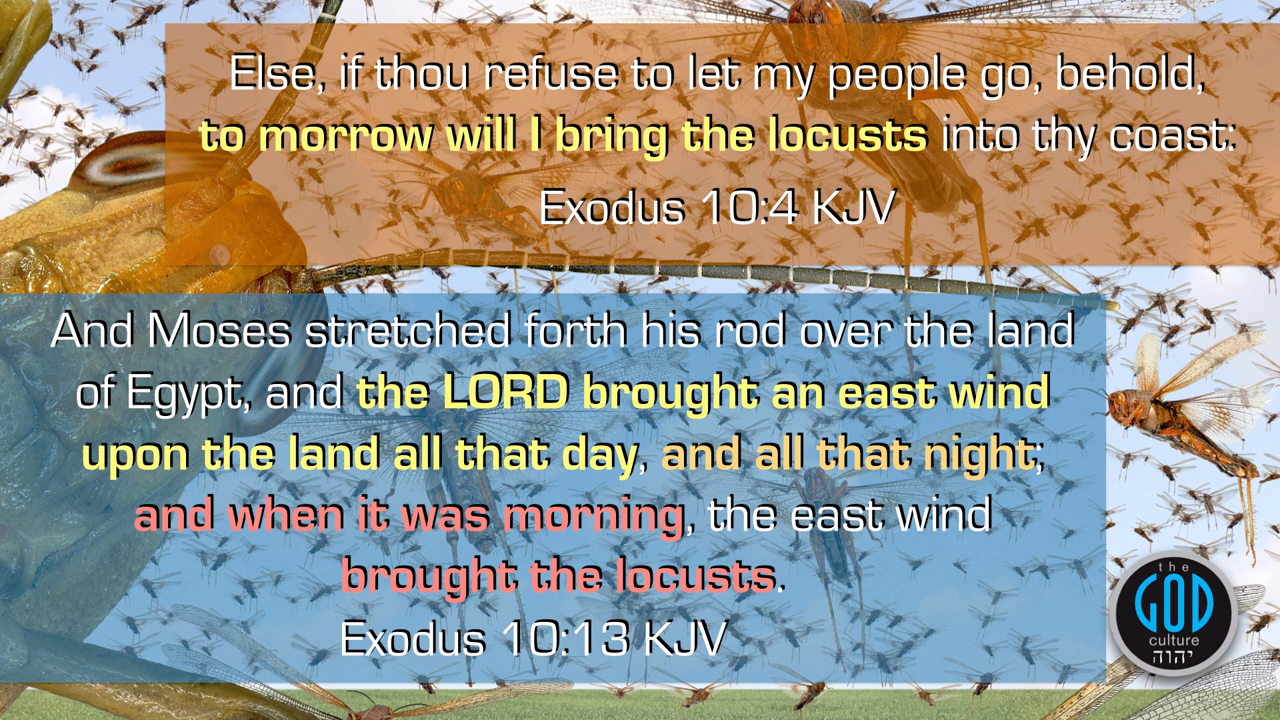 Else, if thou refuse to let my people go, behold,
to morrow will I bring the locusts into thy coast:
Exodus 10:4 KJV
And Moses stretched forth his rod over the land
of Egypt, and the LORD brought an east wind
upon the land all that day, and all that night;
and when it was morning, the east wind
brought the locusts.
Exodus 10:13 KJV
the
GOD
culture
יהוה